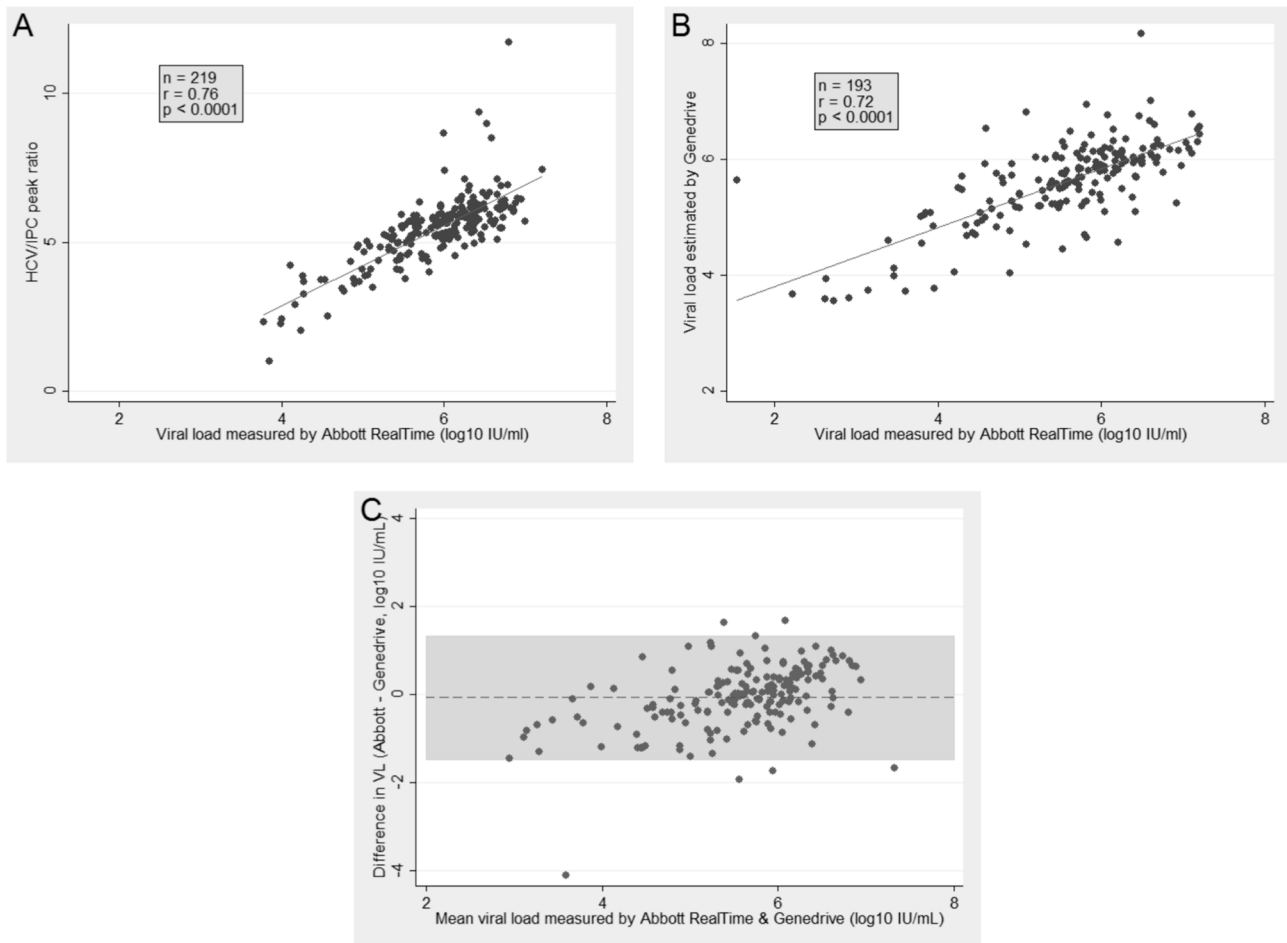 A
n = 219
r = 0.76
p < 0.0001
HCV/IPC peak ratio
10
5
0
2 4 6 8
Viral load measured by Abbott RealTime (log10 IU/ml)
B
n = 193
r = 0.72
p < 0.0001
Viral load estimated by Genedrive
8
6
4
2
2 4 6 8
Viral load measured by Abbott RealTime (log10 IU/ml)
C
Difference in VL (Abbott - Genedrive, log10 IU/mL)
4
2
0
-2
-4
2 4 6 8
Mean viral load measured by Abbott RealTime & Genedrive (log10 IU/mL)